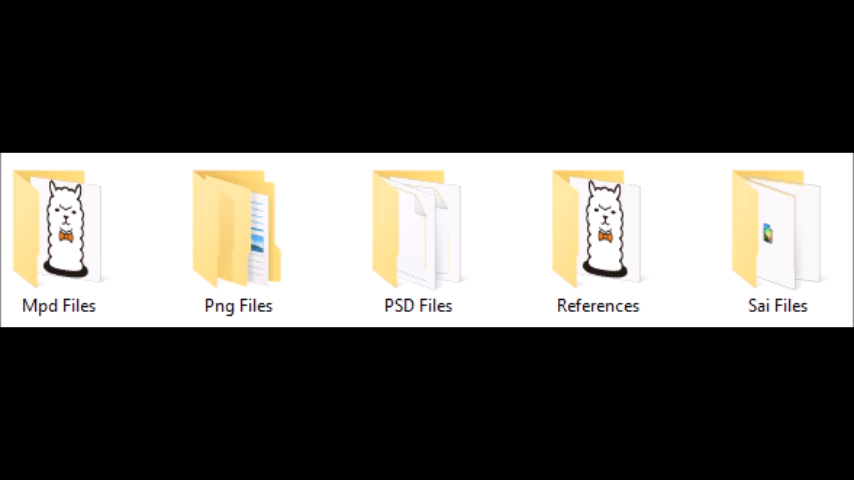 Mpd Files
Png Files
PSD Files
References
Sai Files